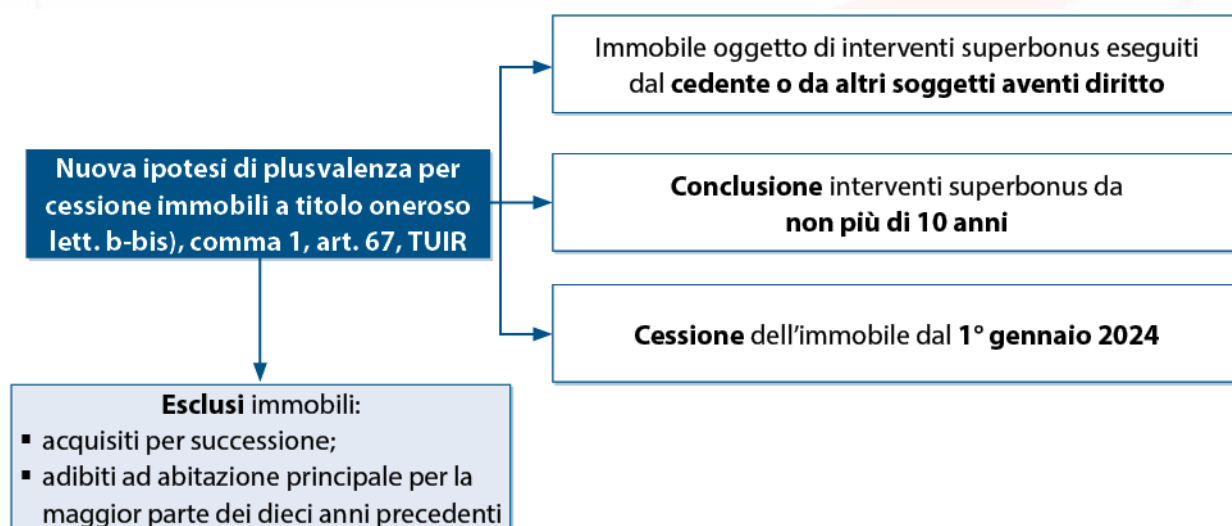 Immobile oggetto di interventi superbonus eseguiti
dal cedente o da altri soggetti aventi diritto
Nuova ipotesi di plusvalenza per
cessione immobili a titolo oneroso
lett. b-bis), comma 1, art. 67, TUIR
Conclusione interventi superbonus da
non più di 10 anni
Cessione dell'immobile dal 1° gennaio 2024
Esclusi immobili:
▪ acquisiti per successione;
▪ adibiti ad abitazione principale per la
maggior parte dei dieci anni precedenti